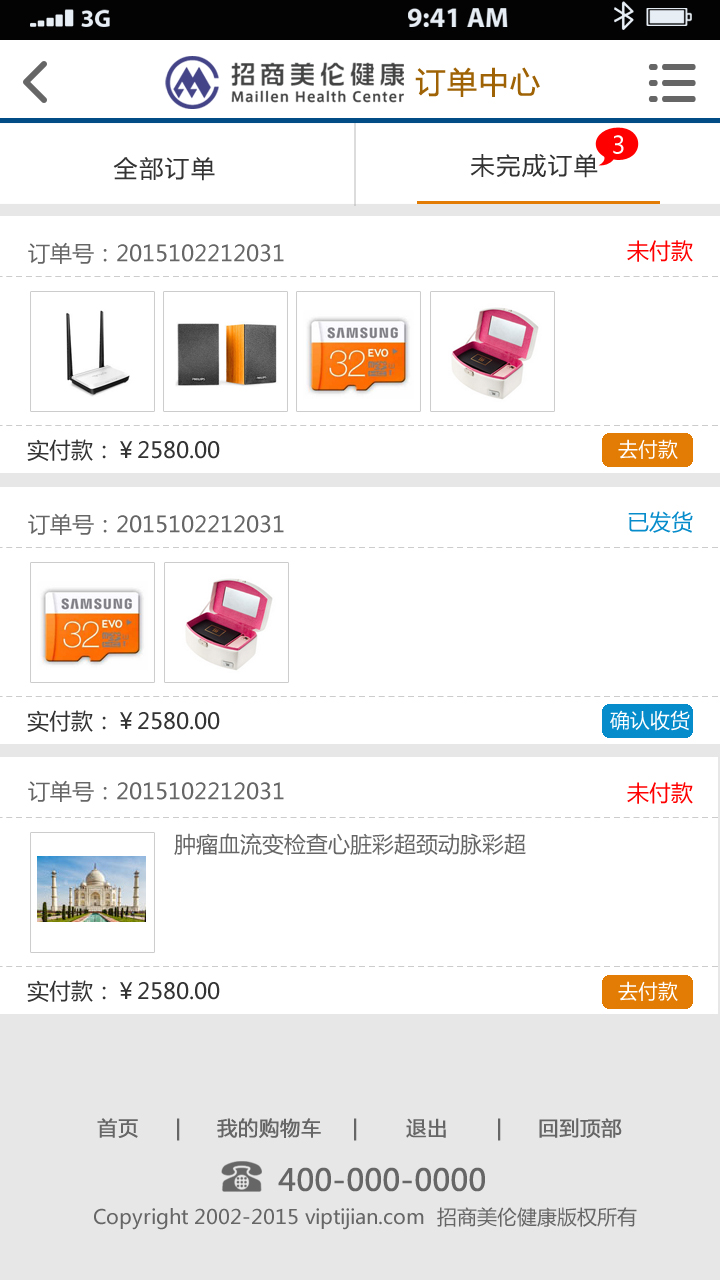 3G 9:41 AM
招商美伦健康 订单中心
Maillen Health Center
全部订单 未完成订单 3
订单号：2015102212031 未付款
SAMSUNG
32 EVO
实付款：￥2580.00 去付款
订单号：2015102212031 已发货
SAMSUNG
32 EVO
实付款：￥2580.00 确认收货
订单号：2015102212031 未付款
肿瘤血流变检查心脏彩超颈动脉彩超
实付款：￥2580.00 去付款
首页 | 我的购物车 | 退出 | 回到顶部
400-000-0000
Copyright 2002-2015 viptijian.com 招商美伦健康版权所有